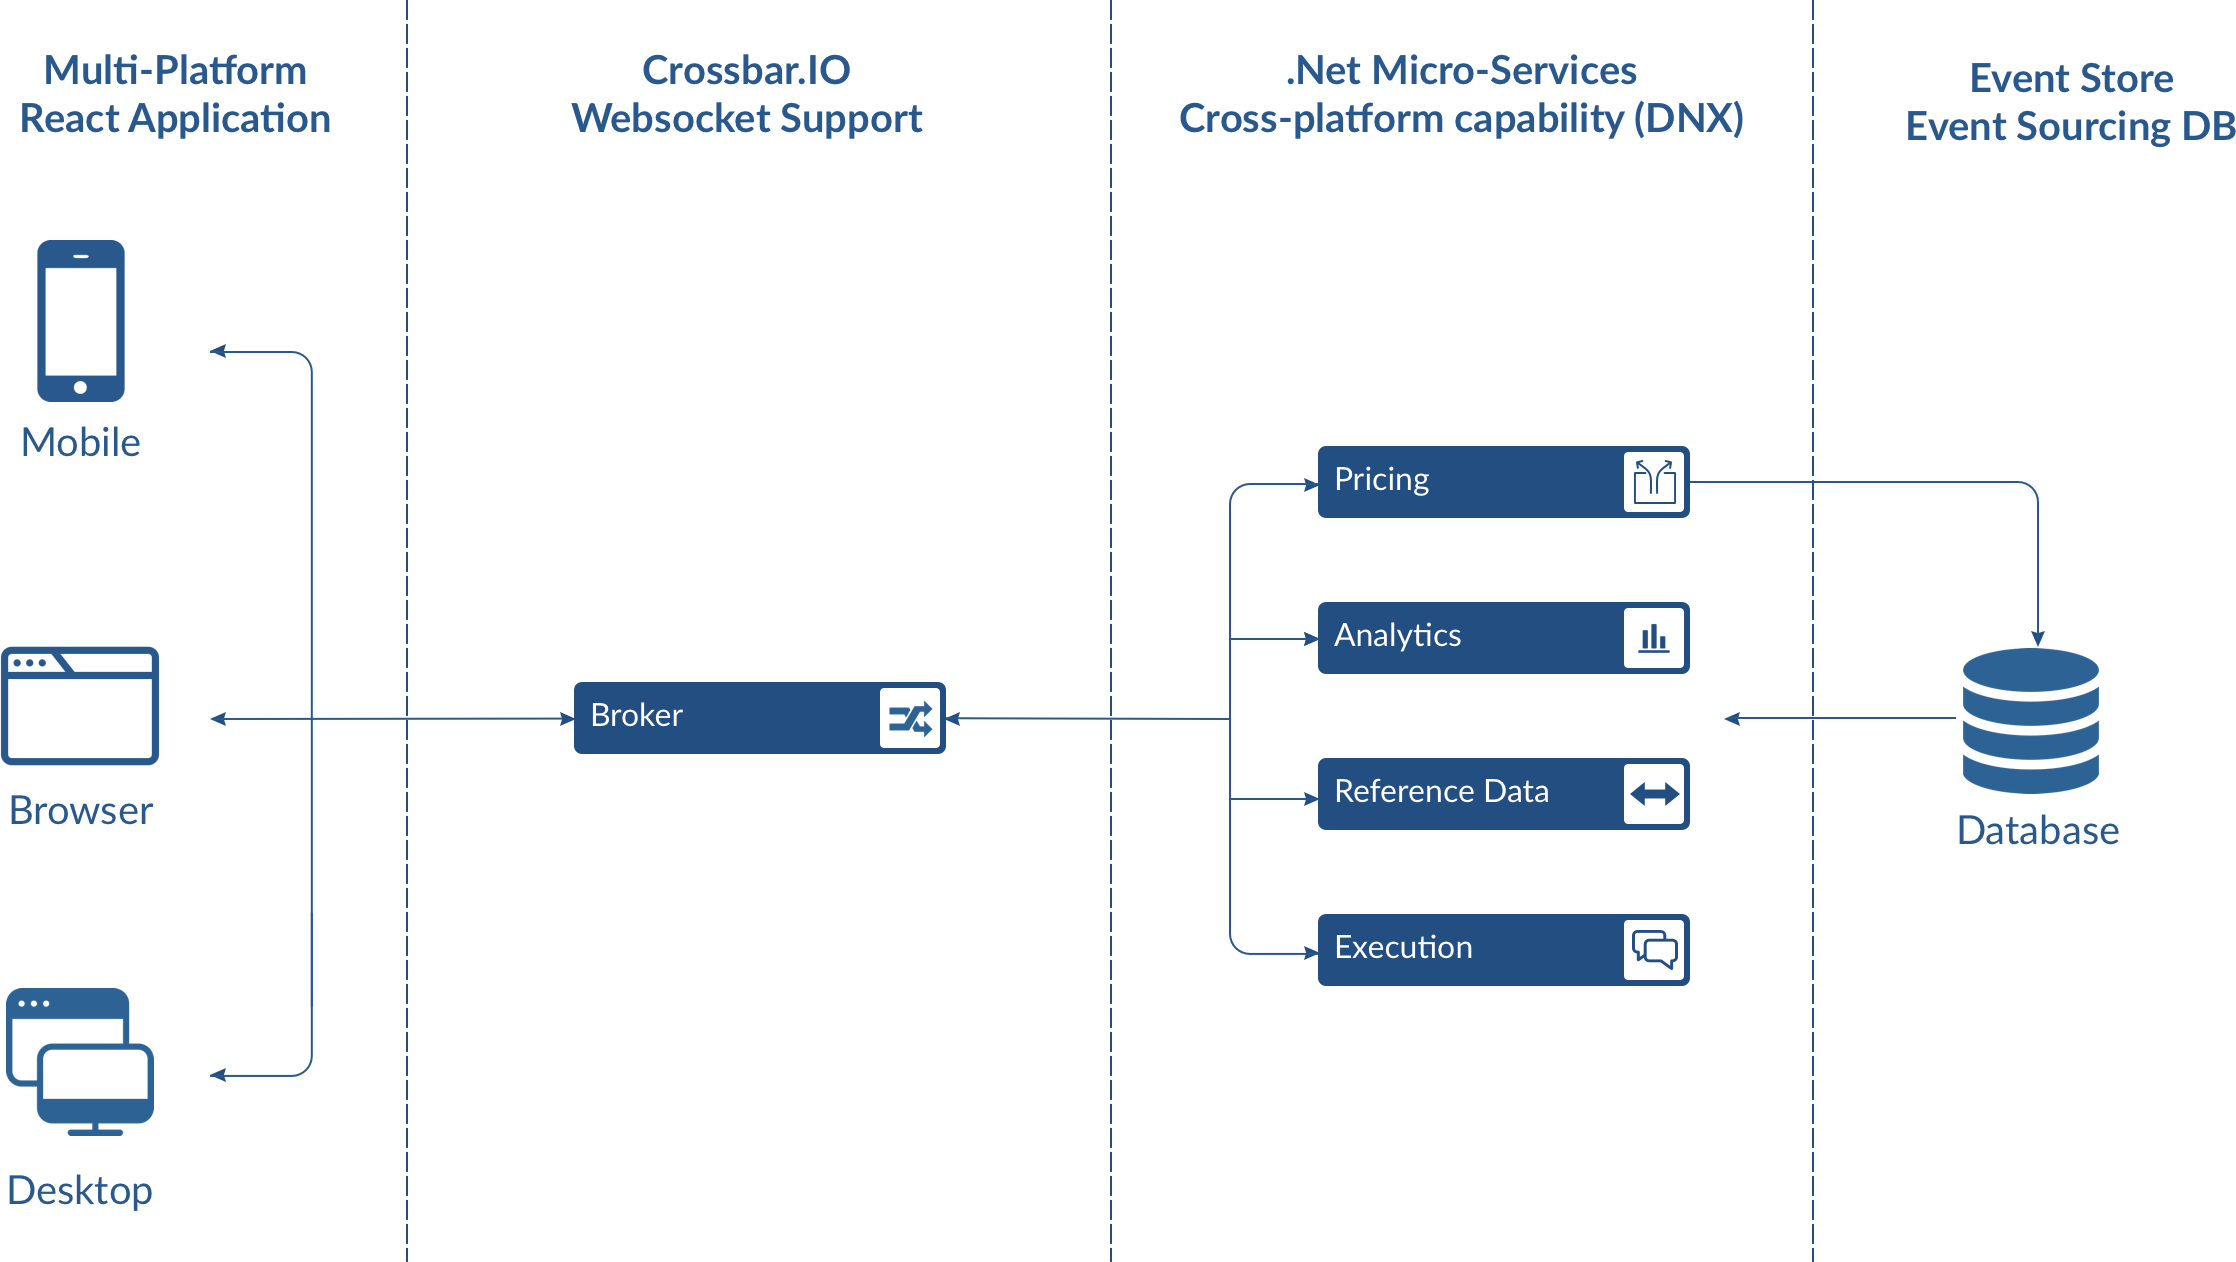 Multi-Platform
React Application
Crossbar.IO
Websocket Support
.Net Micro-Services
Cross-platform capability (DNX)
Event Store
Event Sourcing DB
Mobile
Browser
Desktop
Broker
Pricing
Analytics
Reference Data
Execution
Database